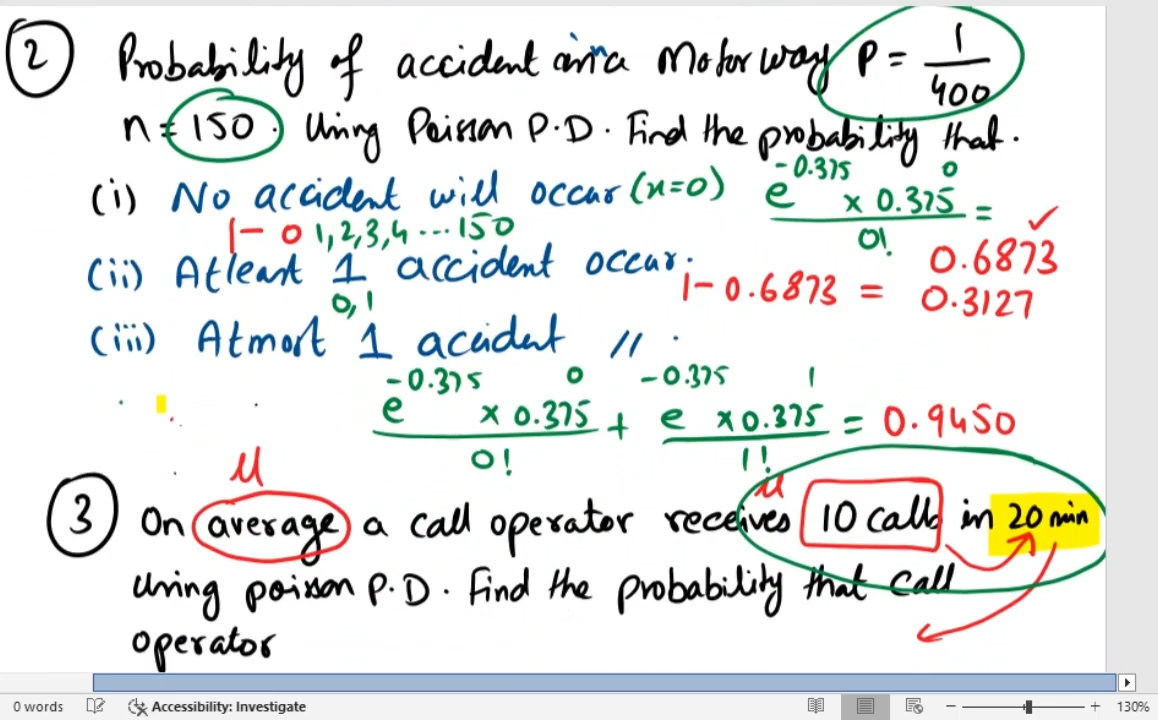 2 Probability of accident in a Motorway P = 1/400
n = 150. Using Poisson P.D. Find the probability that.
(i) No accident will occur (x=0) e^-0.375 x 0.375^0 / 0! = 0.6873 ✓
1 - 0 1, 2, 3, 4 ... 150
(ii) Atleast 1 accident occur. 1 - 0.6873 = 0.3127
0, 1
(iii) Atmost 1 accident // .
e^-0.375 x 0.375^0 / 0! + e^-0.375 x 0.375^1 / 1! = 0.9450
μ μ
3 On average a call operator receives 10 calls in 20 min
using poisson P.D. Find the probability that call
operator
0 words Accessibility: Investigate 130%